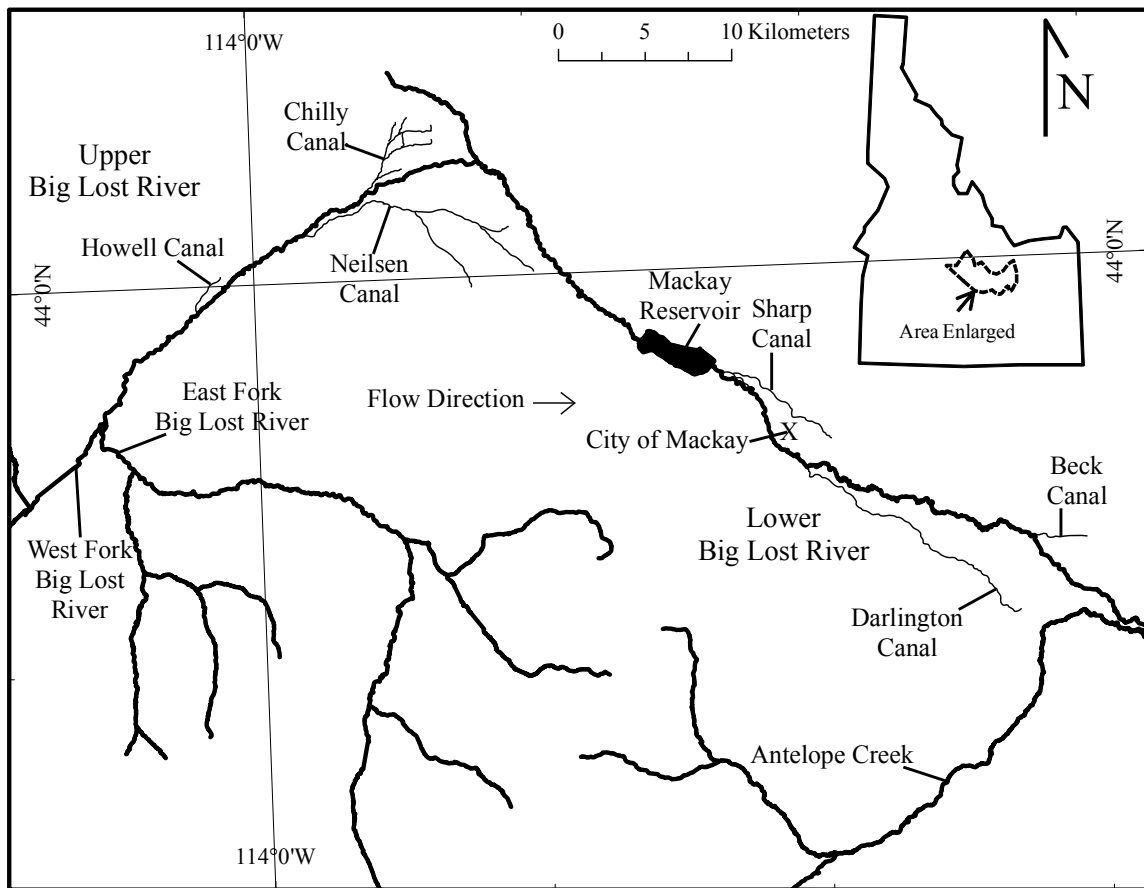 114°0'W
0 5 10 Kilometers
N
Chilly
Canal
Upper
Big Lost River
Howell Canal
Neilsen
Canal
44°0'N
44°0'N
Mackay
Reservoir
Sharp
Canal
Area Enlarged
East Fork
Big Lost River
Flow Direction
City of Mackay
X
Beck
Canal
Lower
Big Lost River
West Fork
Big Lost
River
Darlington
Canal
Antelope Creek
114°0'W